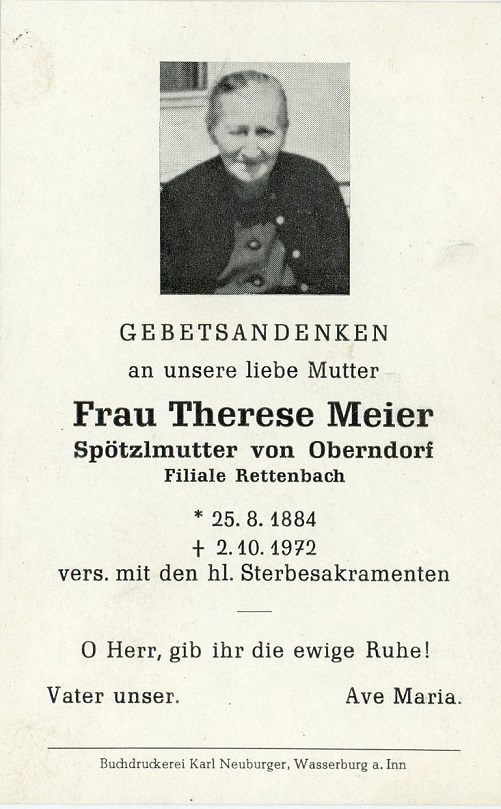 GEBETSANDENKEN
an unsere liebe Mutter
Frau Therese Meier
Spötzlmutter von Oberndorf
Filiale Rettenbach
* 25. 8. 1884
† 2. 10. 1972
vers. mit den hl. Sterbesakramenten
O Herr, gib ihr die ewige Ruhe!
Vater unser. Ave Maria.
Buchdruckerei Karl Neuburger, Wasserburg a. Inn